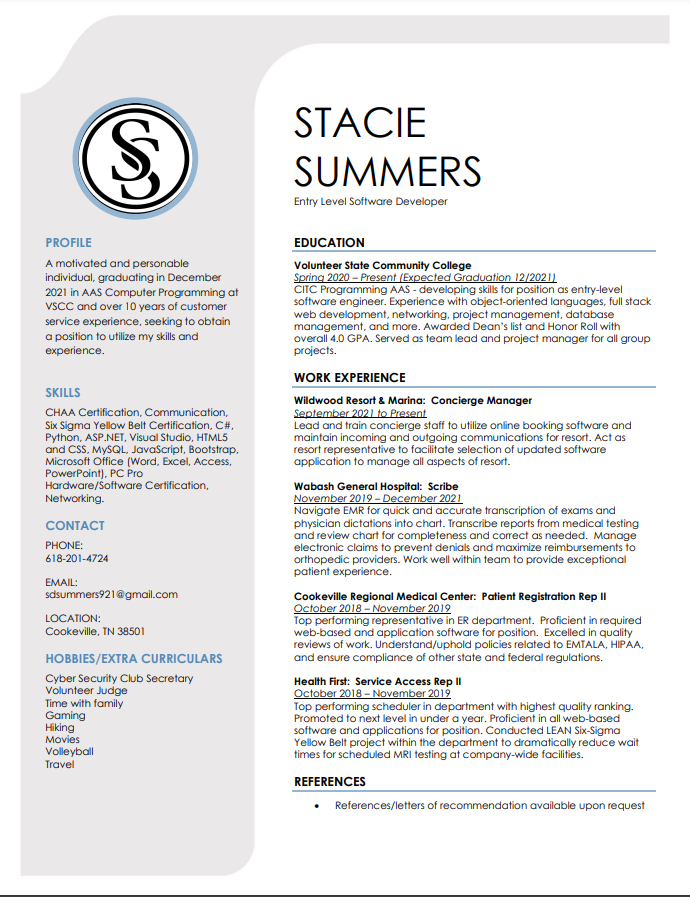 SS
STACIE
SUMMERS
Entry Level Software Developer
PROFILE
A motivated and personable
individual, graduating in December
2021 in AAS Computer Programming at
VSCC and over 10 years of customer
service experience, seeking to obtain
a position to utilize my skills and
experience.
SKILLS
CHAA Certification, Communication,
Six Sigma Yellow Belt Certification, C#,
Python, ASP.NET, Visual Studio, HTML5
and CSS, MySQL, JavaScript, Bootstrap,
Microsoft Office (Word, Excel, Access,
PowerPoint), PC Pro
Hardware/Software Certification,
Networking.
CONTACT
PHONE:
618-201-4724
EMAIL:
sdsummers921@gmail.com
LOCATION:
Cookeville, TN 38501
HOBBIES/EXTRA CURRICULARS
Cyber Security Club Secretary
Volunteer Judge
Time with family
Gaming
Hiking
Movies
Volleyball
Travel
EDUCATION
Volunteer State Community College
Spring 2020 – Present (Expected Graduation 12/2021)
CITC Programming AAS - developing skills for position as entry-level
software engineer. Experience with object-oriented languages, full stack
web development, networking, project management, database
management, and more. Awarded Dean's list and Honor Roll with
overall 4.0 GPA. Served as team lead and project manager for all group
projects.
WORK EXPERIENCE
Wildwood Resort & Marina: Concierge Manager
September 2021 to Present
Lead and train concierge staff to utilize online booking software and
maintain incoming and outgoing communications for resort. Act as
resort representative to facilitate selection of updated software
application to manage all aspects of resort.
Wabash General Hospital: Scribe
November 2019 – December 2021
Navigate EMR for quick and accurate transcription of exams and
physician dictations into chart. Transcribe reports from medical testing
and review chart for completeness and correct as needed. Manage
electronic claims to prevent denials and maximize reimbursements to
orthopedic providers. Work well within team to provide exceptional
patient experience.
Cookeville Regional Medical Center: Patient Registration Rep II
October 2018 – November 2019
Top performing representative in ER department. Proficient in required
web-based and application software for position. Excelled in quality
reviews of work. Understand/uphold policies related to EMTALA, HIPAA,
and ensure compliance of other state and federal regulations.
Health First: Service Access Rep II
October 2018 – November 2019
Top performing scheduler in department with highest quality ranking.
Promoted to next level in under a year. Proficient in all web-based
software and applications for position. Conducted LEAN Six-Sigma
Yellow Belt project within the department to dramatically reduce wait
times for scheduled MRI testing at company-wide facilities.
REFERENCES
• References/letters of recommendation available upon request